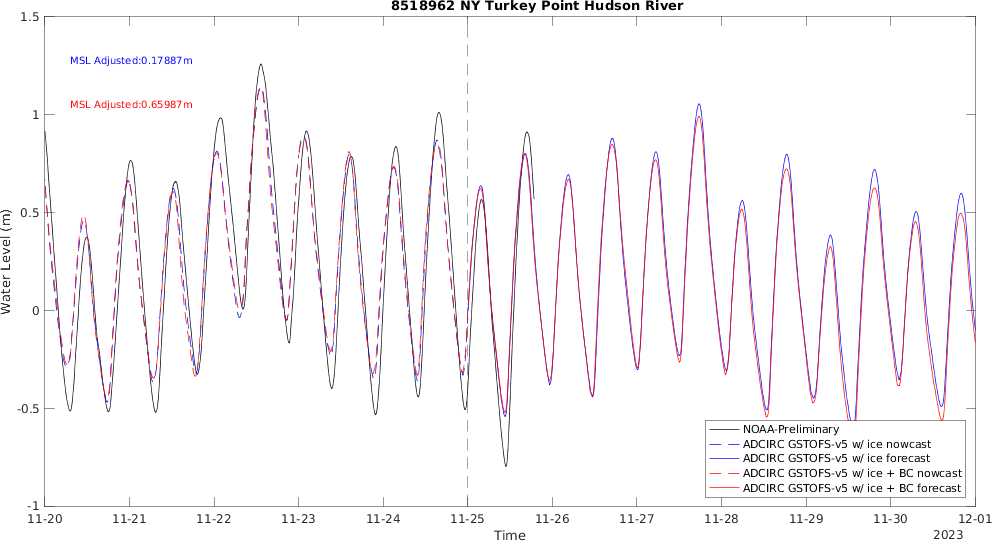 8518962 NY Turkey Point Hudson River
MSL Adjusted:0.17887m
MSL Adjusted:0.65987m
Water Level (m)
1.5
1
0.5
0
-0.5
-1
NOAA-Preliminary
ADCIRC GSTOFS-v5 w/ ice nowcast
ADCIRC GSTOFS-v5 w/ ice forecast
ADCIRC GSTOFS-v5 w/ ice + BC nowcast
ADCIRC GSTOFS-v5 w/ ice + BC forecast
11-20 11-21 11-22 11-23 11-24 11-25 11-26 11-27 11-28 11-29 11-30 12-01
Time
2023